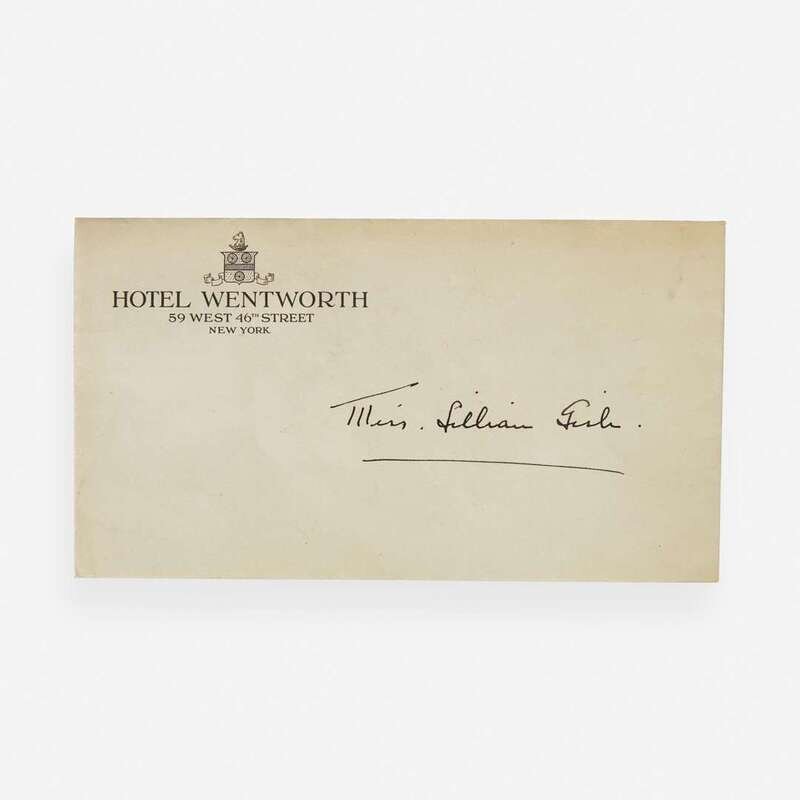 HOTEL WENTWORTH
59 WEST 46TH STREET
NEW YORK
Miss. Lillian Gish.